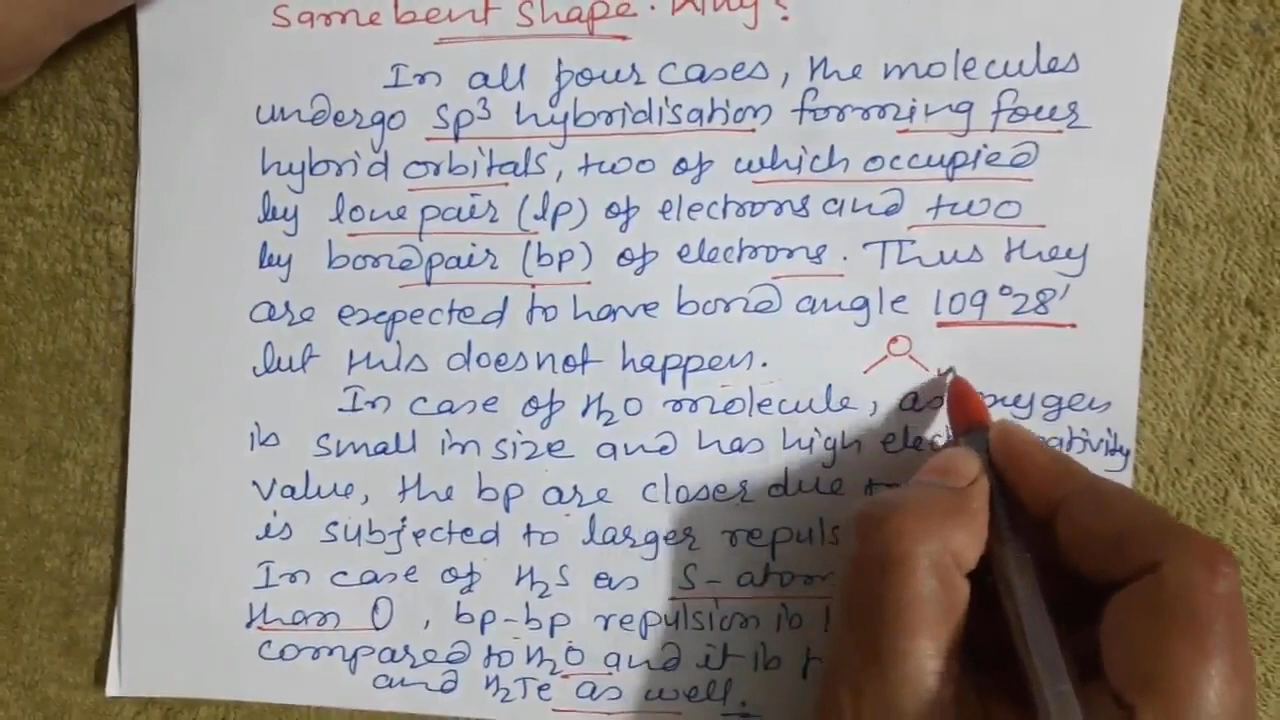 same bent shape. Why?
In all four cases, the molecules
undergo sp³ hybridisation forming four
hybrid orbitals, two of which occupied
by lone pair (lp) of electrons and two
by bond pair (bp) of electrons. Thus they
are expected to have bond angle 109°28'
but this does not happen.
O
In case of H₂O molecule, as oxygen
is small in size and has high
value, the bp are closer due
is subjected to larger
In case of H₂S as S-atom
than O, bp-bp repulsion is
compared to H₂O and it is
and H₂Te as well.